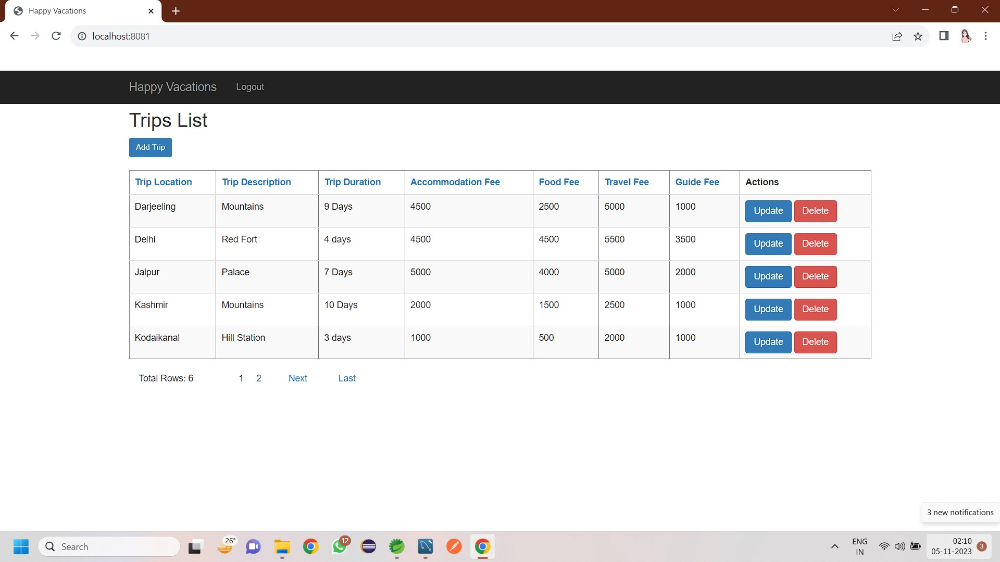 Happy Vacations
localhost:8081
Happy Vacations Logout
Trips List
Add Trip
Trip Location Trip Description Trip Duration Accommodation Fee Food Fee Travel Fee Guide Fee Actions
Darjeeling Mountains 9 Days 4500 2500 5000 1000 Update Delete
Delhi Red Fort 4 days 4500 4500 5500 3500 Update Delete
Jaipur Palace 7 Days 5000 4000 5000 2000 Update Delete
Kashmir Mountains 10 Days 2000 1500 2500 1000 Update Delete
Kodaikanal Hill Station 3 days 1000 500 2000 1000 Update Delete
Total Rows: 6 1 2 Next Last
3 new notifications
Search 26° 12 ENG 02:10
IN 05-11-2023 3